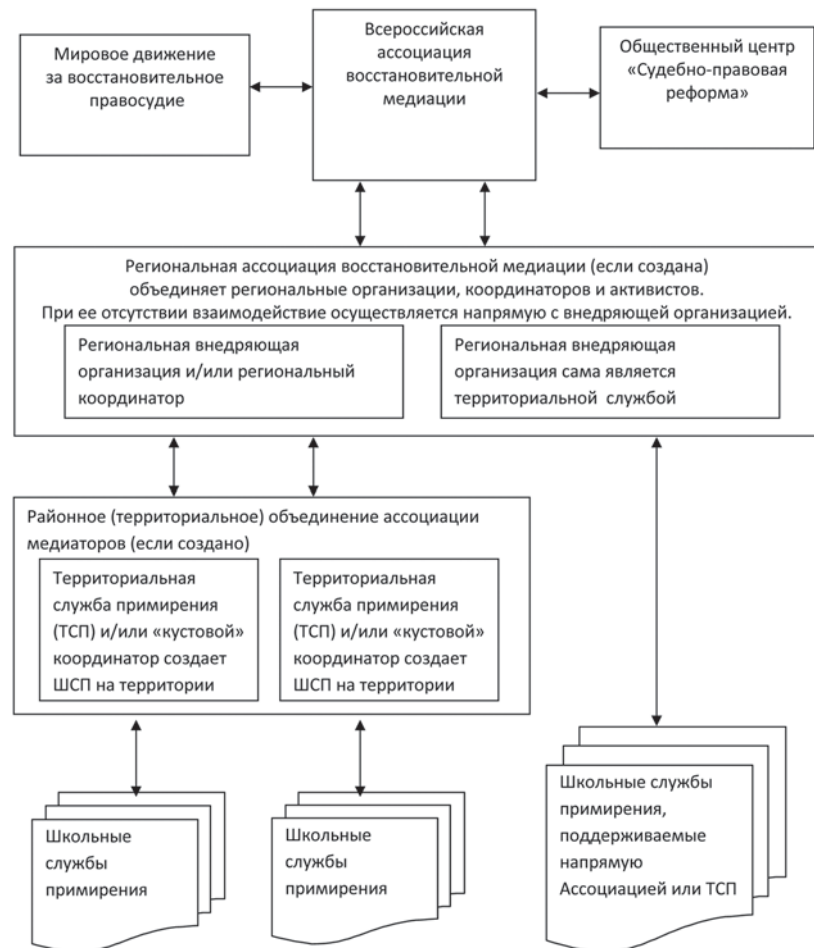 Мировое движение
за восстановительное
правосудие
Всероссийская
ассоциация
восстановительной
медиации
Общественный центр
«Судебно-правовая
реформа»
Региональная ассоциация восстановительной медиации (если создана)
объединяет региональные организации, координаторов и активистов.
При ее отсутствии взаимодействие осуществляется напрямую с внедряющей организацией.
Региональная внедряющая
организация и/или региональный
координатор
Региональная внедряющая
организация сама является
территориальной службой
Районное (территориальное) объединение ассоциации
медиаторов (если создано)
Территориальная
служба примирения
(ТСП) и/или «кустовой»
координатор создает
ШСП на территории
Территориальная
служба примирения
(ТСП) и/или «кустовой»
координатор создает
ШСП на территории
Школьные
службы
примирения
Школьные
службы
примирения
Школьные службы
примирения,
поддерживаемые
напрямую
Ассоциацией или ТСП